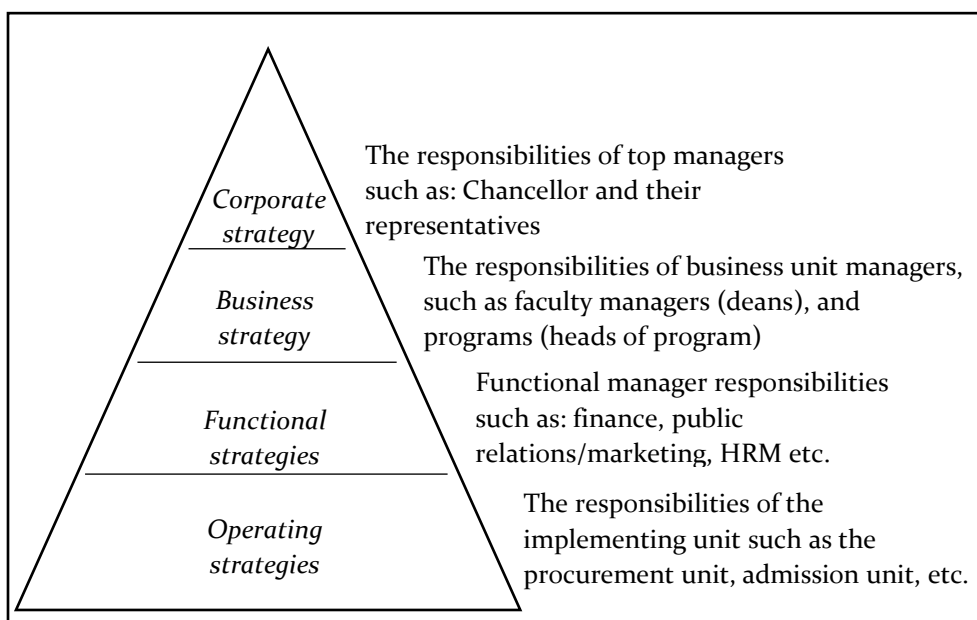 Corporate
strategy
The responsibilities of top managers
such as: Chancellor and their
representatives
Business
strategy
The responsibilities of business unit managers,
such as faculty managers (deans), and
programs (heads of program)
Functional
strategies
Functional manager responsibilities
such as: finance, public
relations/marketing, HRM etc.
Operating
strategies
The responsibilities of the
implementing unit such as the
procurement unit, admission unit, etc.